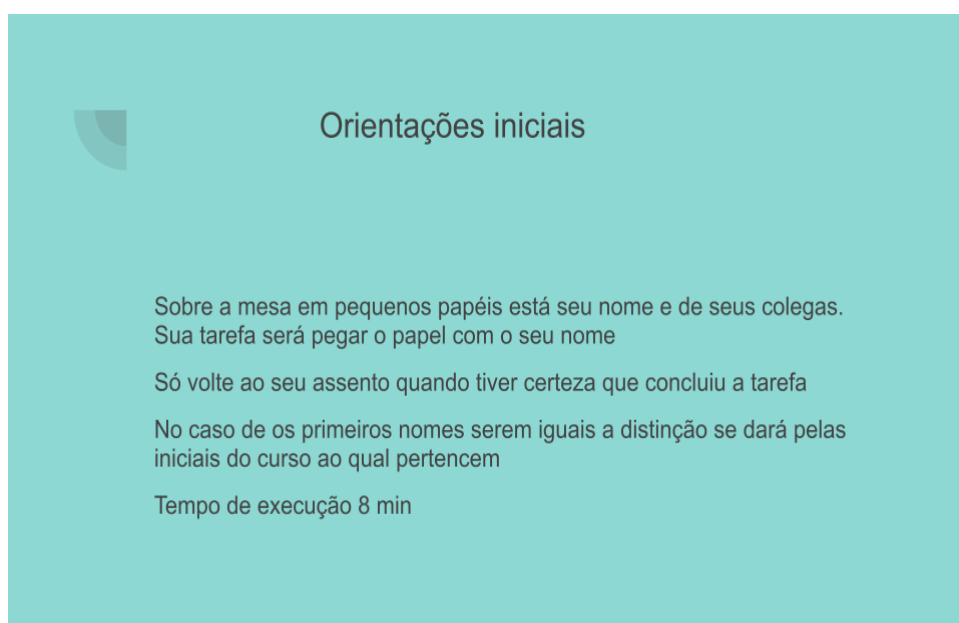 Orientações iniciais
Sobre a mesa em pequenos papéis está seu nome e de seus colegas.
Sua tarefa será pegar o papel com o seu nome
Só volte ao seu assento quando tiver certeza que concluiu a tarefa
No caso de os primeiros nomes serem iguais a distinção se dará pelas
iniciais do curso ao qual pertencem
Tempo de execução 8 min